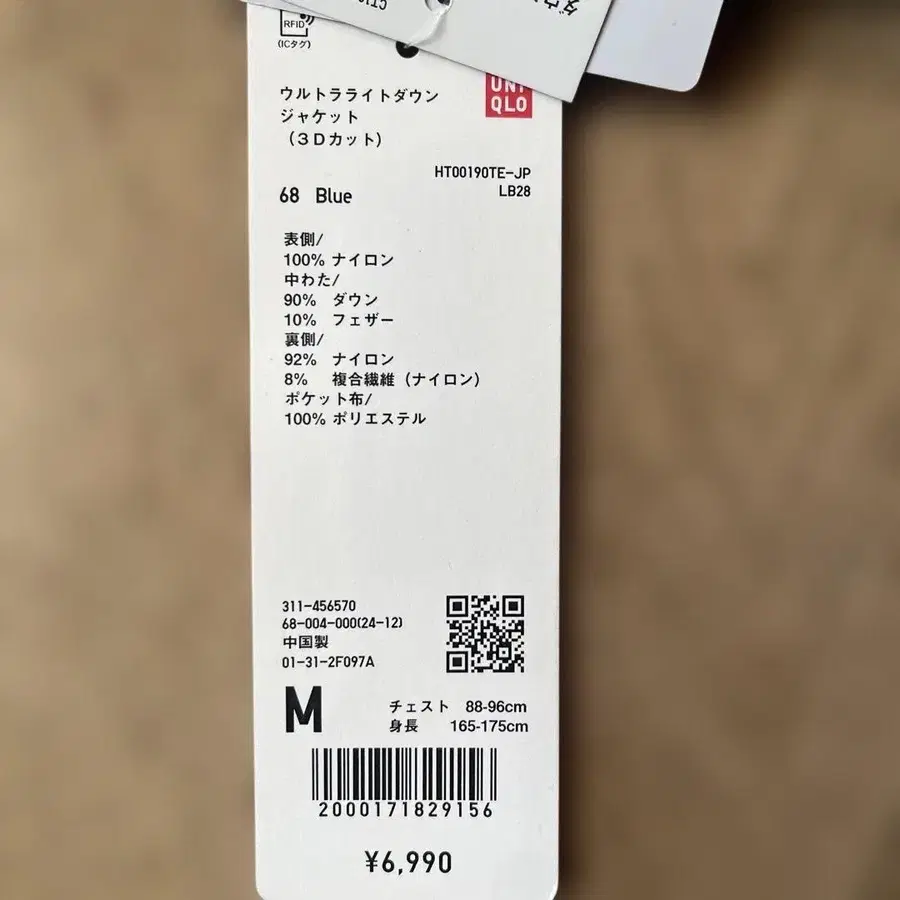 RFID
(ICタグ)
ウルトラライトダウン
ジャケット
(3Dカット)
UNI
QLO
HT00190TE-JP
LB28
68 Blue
表側/
100% ナイロン
中わた/
90% ダウン
10% フェザー
裏側/
92% ナイロン
8% 複合繊維(ナイロン)
ポケット布/
100% ポリエステル
311-456570
68-004-000(24-12)
中国製
01-31-2F097A
M
チェスト 88-96cm
身長 165-175cm
2000171829156
¥6,990